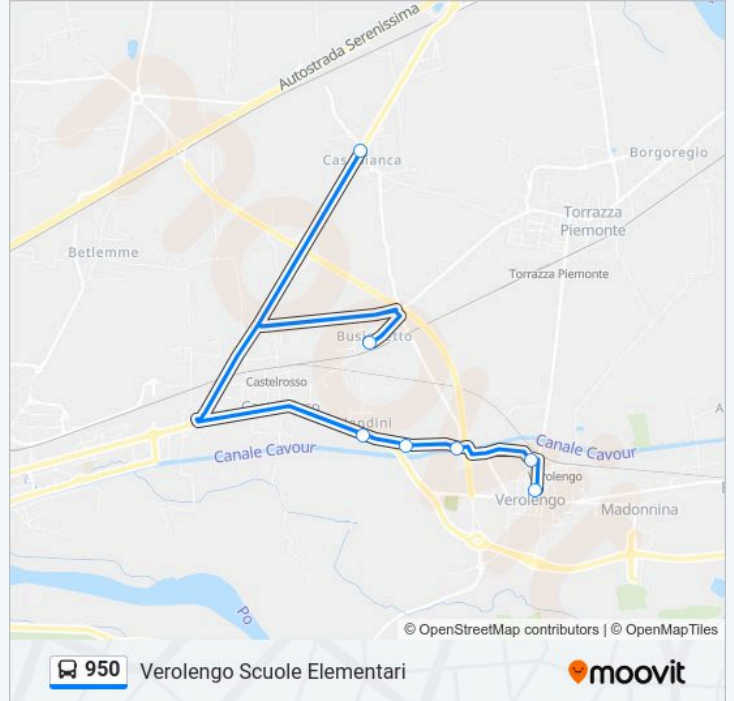 Autostrada Serenissima
Casabianca
Borgoregio
Torrazza
Piemonte
Betlemme
Torrazza Piemonte
Castelrosso
Canale Cavour
Canale Cavour
Verolengo
Verolengo
Madonnina
Po
© OpenStreetMap contributors | © OpenMapTiles
950 Verolengo Scuole Elementari
moovit